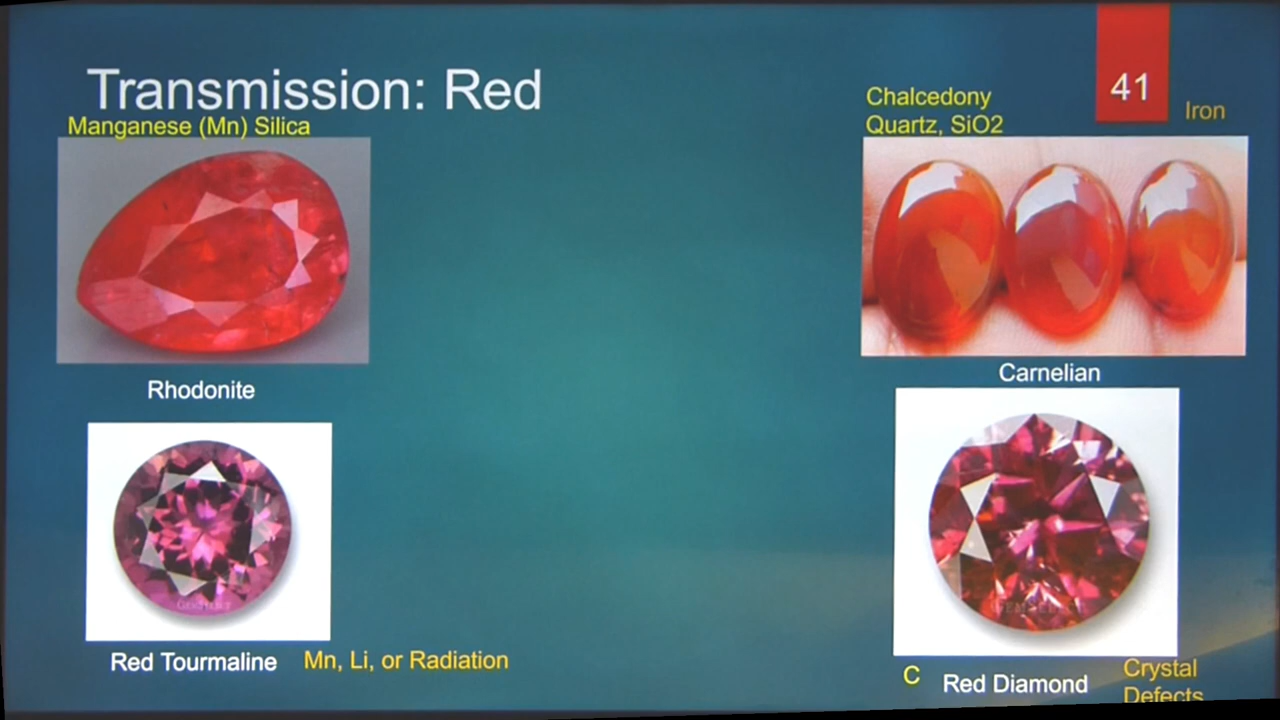 Transmission: Red
Manganese (Mn) Silica
Chalcedony
Quartz, SiO2
41
Iron
Rhodonite
Carnelian
Red Tourmaline
Mn, Li, or Radiation
C
Red Diamond
Crystal
Defects